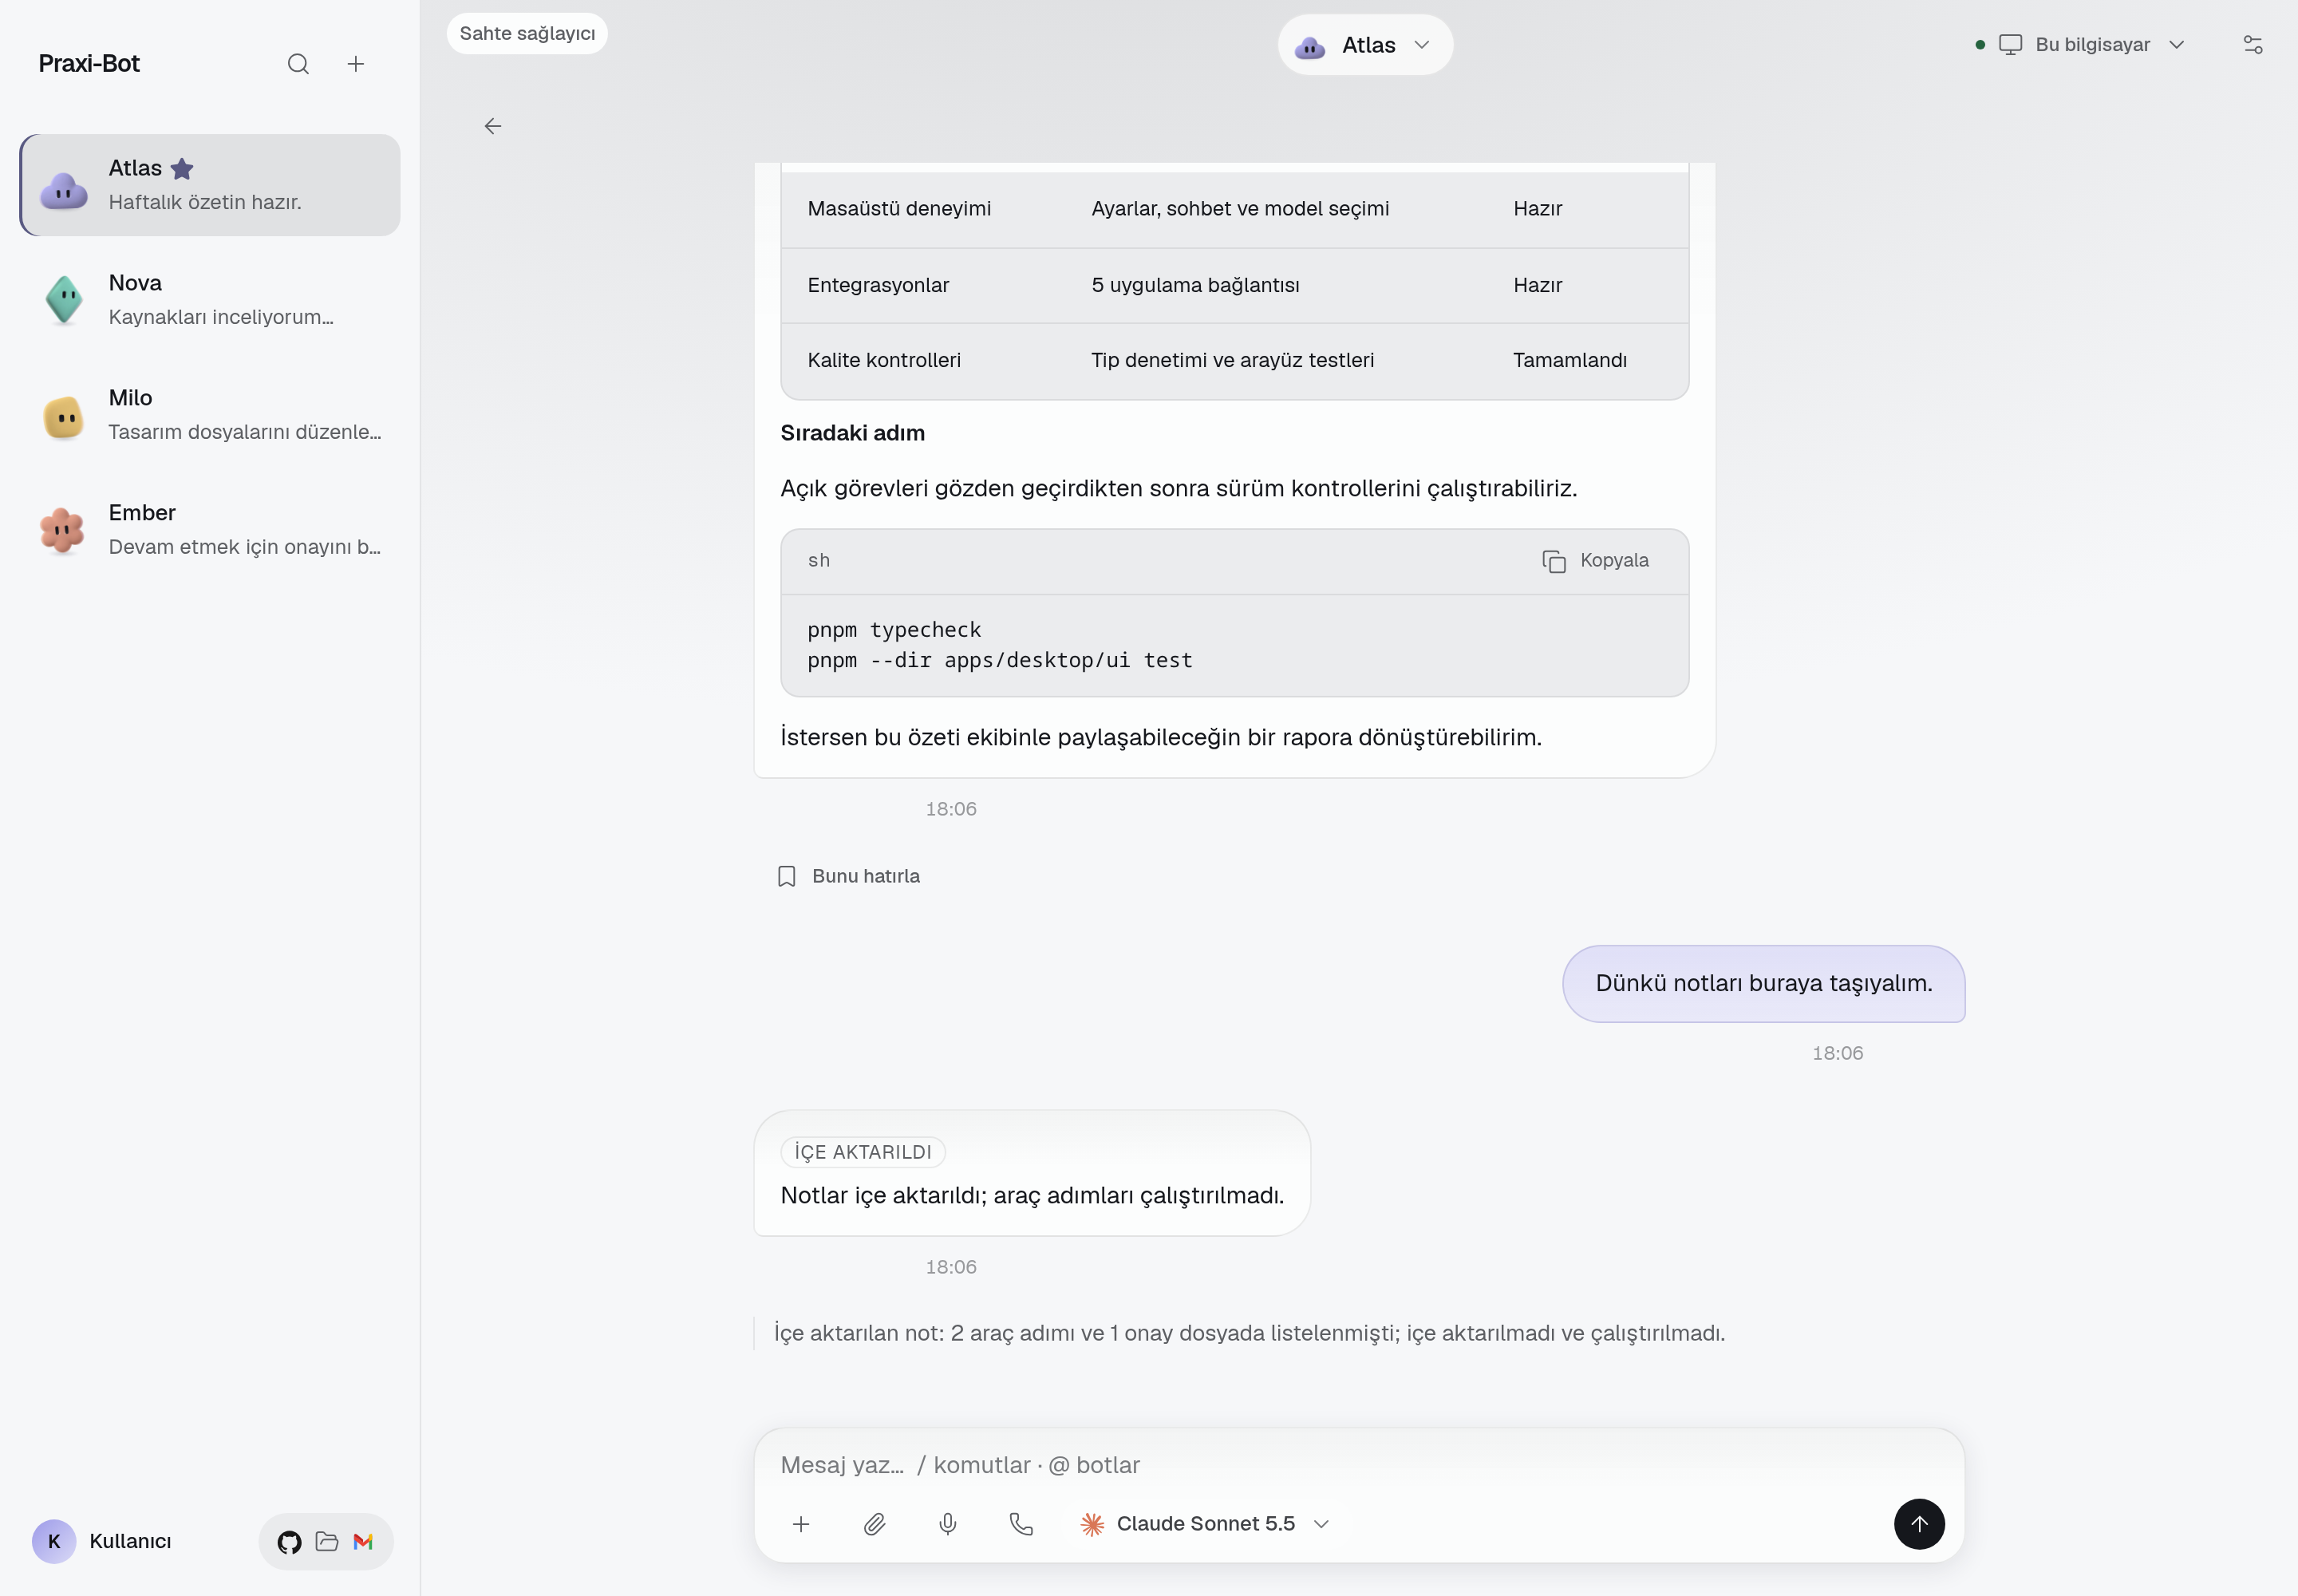 Praxi-Bot
Atlas
Haftalık özetin hazır.
Nova
Kaynakları inceliyorum...
Milo
Tasarım dosyalarını düzenle...
Ember
Devam etmek için onayını b...
K
Kullanıcı
Sahte sağlayıcı
Atlas
Bu bilgisayar
Masaüstü deneyimi Ayarlar, sohbet ve model seçimi Hazır
Entegrasyonlar 5 uygulama bağlantısı Hazır
Kalite kontrolleri Tip denetimi ve arayüz testleri Tamamlandı
Sıradaki adım
Açık görevleri gözden geçirdikten sonra sürüm kontrollerini çalıştırabiliriz.
sh Kopyala
pnpm typecheck
pnpm --dir apps/desktop/ui test
İstersen bu özeti ekibinle paylaşabileceğin bir rapora dönüştürebilirim.
18:06
Bunu hatırla
Dünkü notları buraya taşıyalım.
18:06
İÇE AKTARILDI
Notlar içe aktarıldı; araç adımları çalıştırılmadı.
18:06
İçe aktarılan not: 2 araç adımı ve 1 onay dosyada listelenmişti; içe aktarılmadı ve çalıştırılmadı.
Mesaj yaz... / komutlar · @ botlar
Claude Sonnet 5.5